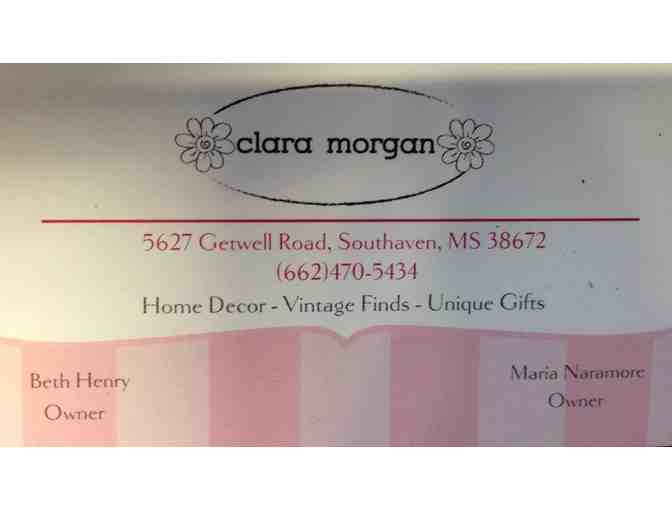 clara morgan
5627 Getwell Road, Southaven, MS 38672
(662)470-5434
Home Decor - Vintage Finds - Unique Gifts
Beth Henry
Owner
Maria Naramore
Owner